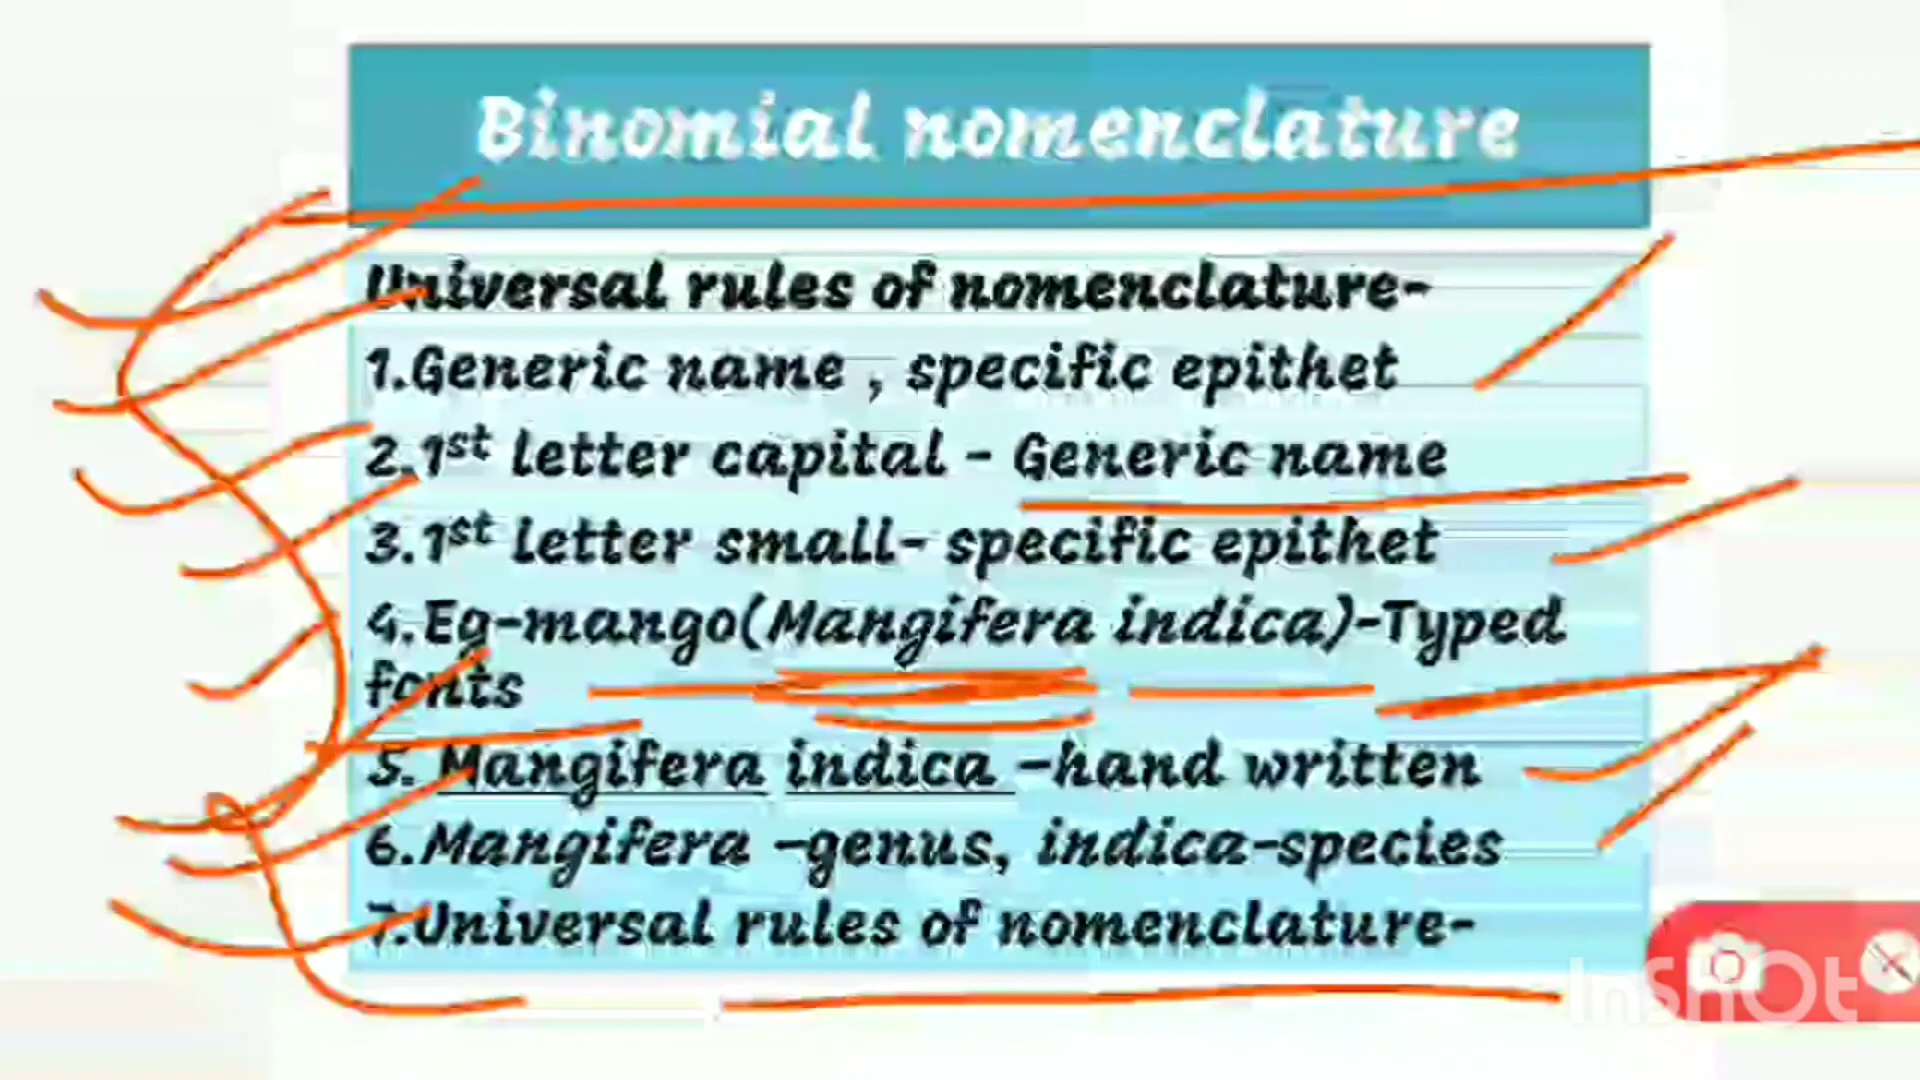 Binomial nomenclature
Universal rules of nomenclature-
1.Generic name , specific epithet
2.1st letter capital - Generic name
3.1st letter small- specific epithet
4.Eg-mango(Mangifera indica)-Typed
fonts
5. Mangifera indica -hand written
6.Mangifera -genus, indica-species
7.Universal rules of nomenclature-
InShOt